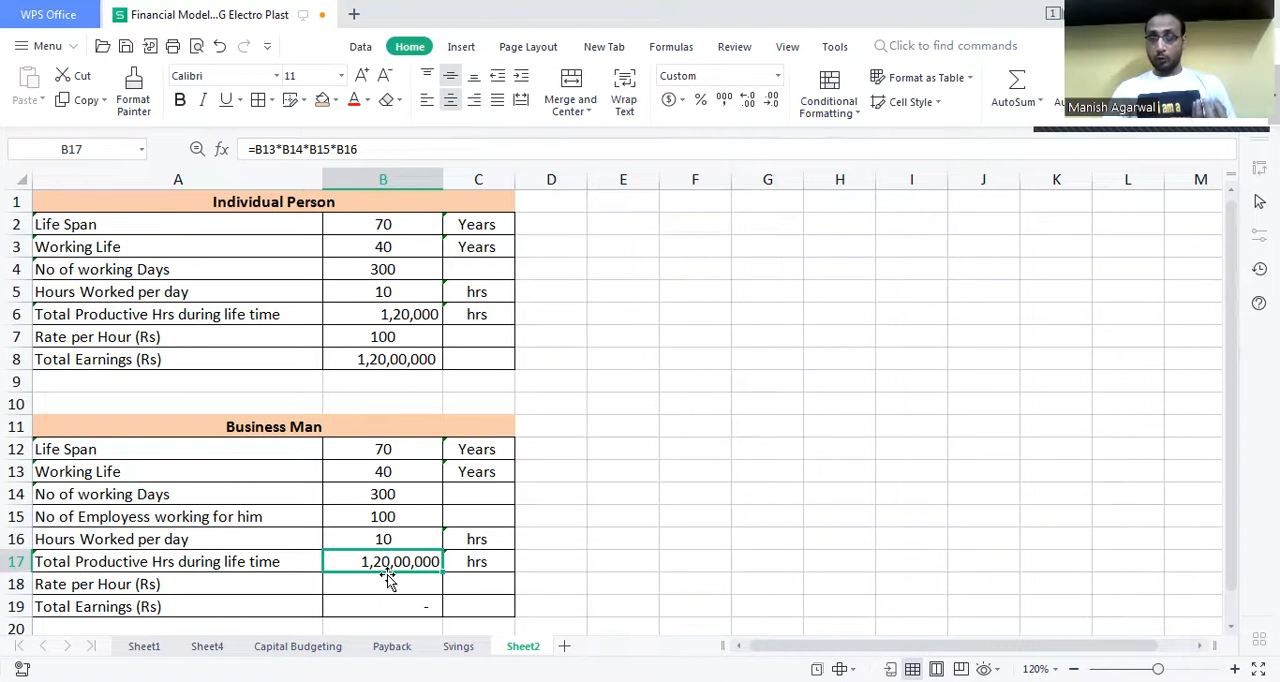 WPS Office
Financial Model...G Electro Plast
1
Menu
Data
Home
Insert
Page Layout
New Tab
Formulas
Review
View
Tools
Click to find commands
Paste
Cut
Copy
Format
Painter
Calibri
11
B I U A
Merge and
Center
Wrap
Text
Custom
Conditional
Formatting
Format as Table
Cell Style
AutoSum
Manish Agarwal
I am a
B17
fx
=B13*B14*B15*B16
A B C D E F G H I J K L M
1 Individual Person
2 Life Span 70 Years
3 Working Life 40 Years
4 No of working Days 300
5 Hours Worked per day 10 hrs
6 Total Productive Hrs during life time 1,20,000 hrs
7 Rate per Hour (Rs) 100
8 Total Earnings (Rs) 1,20,00,000
9
10
11 Business Man
12 Life Span 70 Years
13 Working Life 40 Years
14 No of working Days 300
15 No of Employess working for him 100
16 Hours Worked per day 10 hrs
17 Total Productive Hrs during life time 1,20,00,000 hrs
18 Rate per Hour (Rs)
19 Total Earnings (Rs) -
20
Sheet1 Sheet4 Capital Budgeting Payback Svings Sheet2
120%